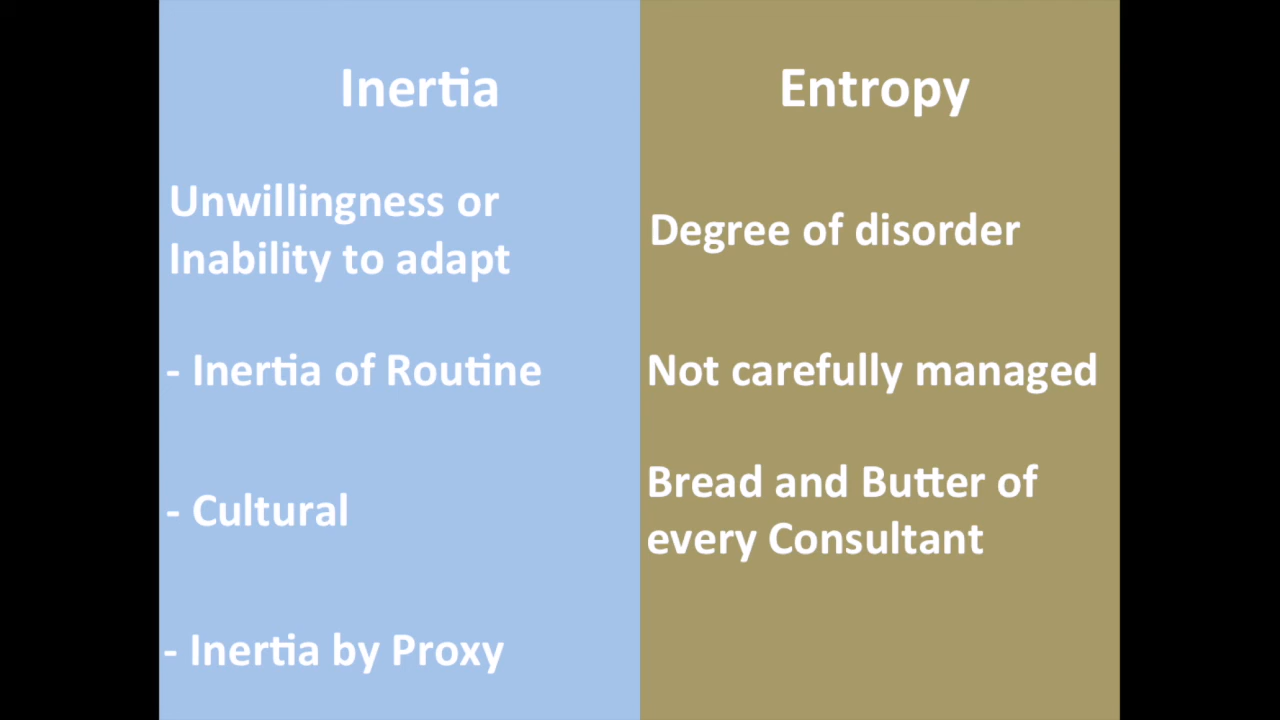 Inertia
Unwillingness or
Inability to adapt
- Inertia of Routine
- Cultural
- Inertia by Proxy
Entropy
Degree of disorder
Not carefully managed
Bread and Butter of
every Consultant